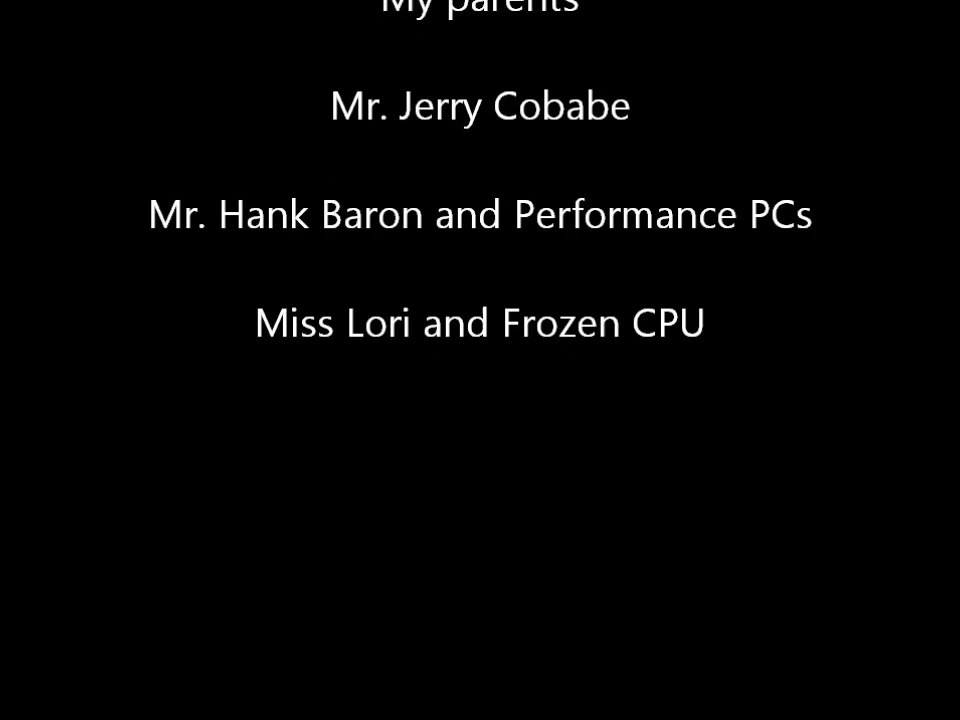 My parents
Mr. Jerry Cobabe
Mr. Hank Baron and Performance PCs
Miss Lori and Frozen CPU